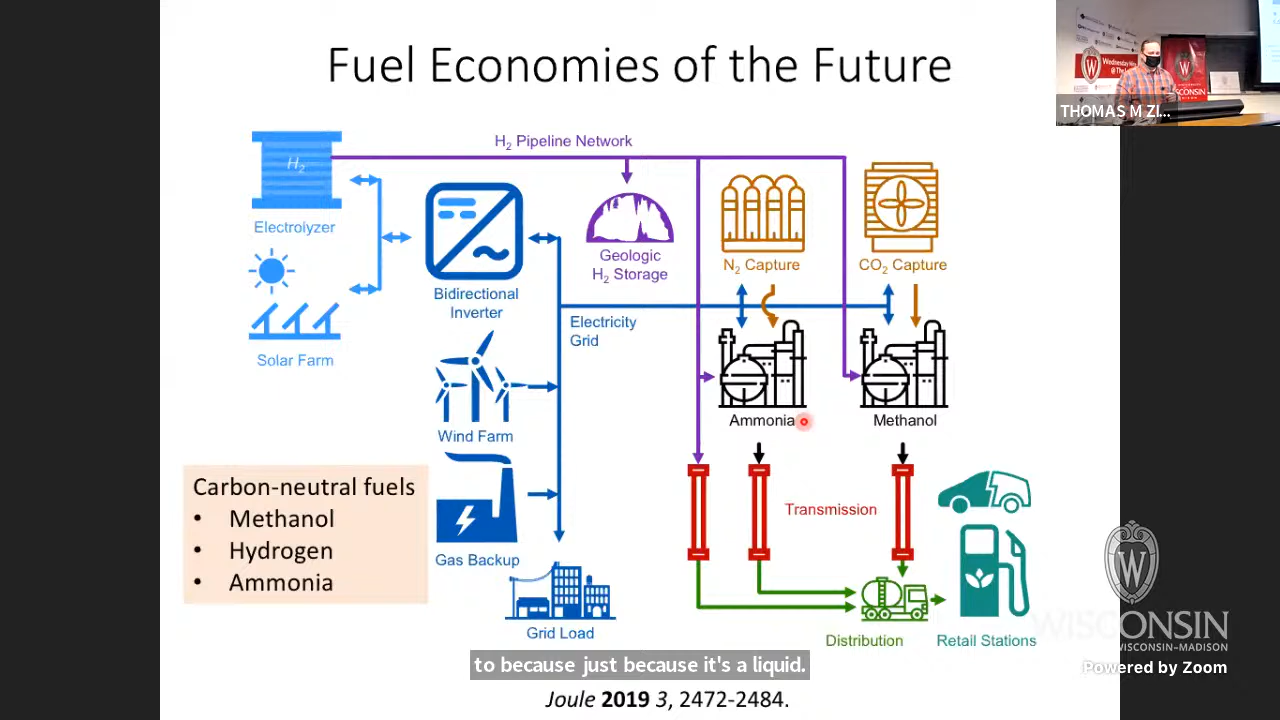 Fuel Economies of the Future
THOMAS M ZI...
H₂ Pipeline Network
H₂
Electrolyzer
Solar Farm
Bidirectional
Inverter
Geologic
H₂ Storage
N₂ Capture
CO₂ Capture
Electricity
Grid
Wind Farm
Ammonia
Methanol
Carbon-neutral fuels
• Methanol
• Hydrogen
• Ammonia
Gas Backup
Transmission
Grid Load
Distribution
Retail Stations
W
WISCONSIN
WISCONSIN-MADISON
Powered by Zoom
to because just because it's a liquid.
Joule 2019 3, 2472-2484.